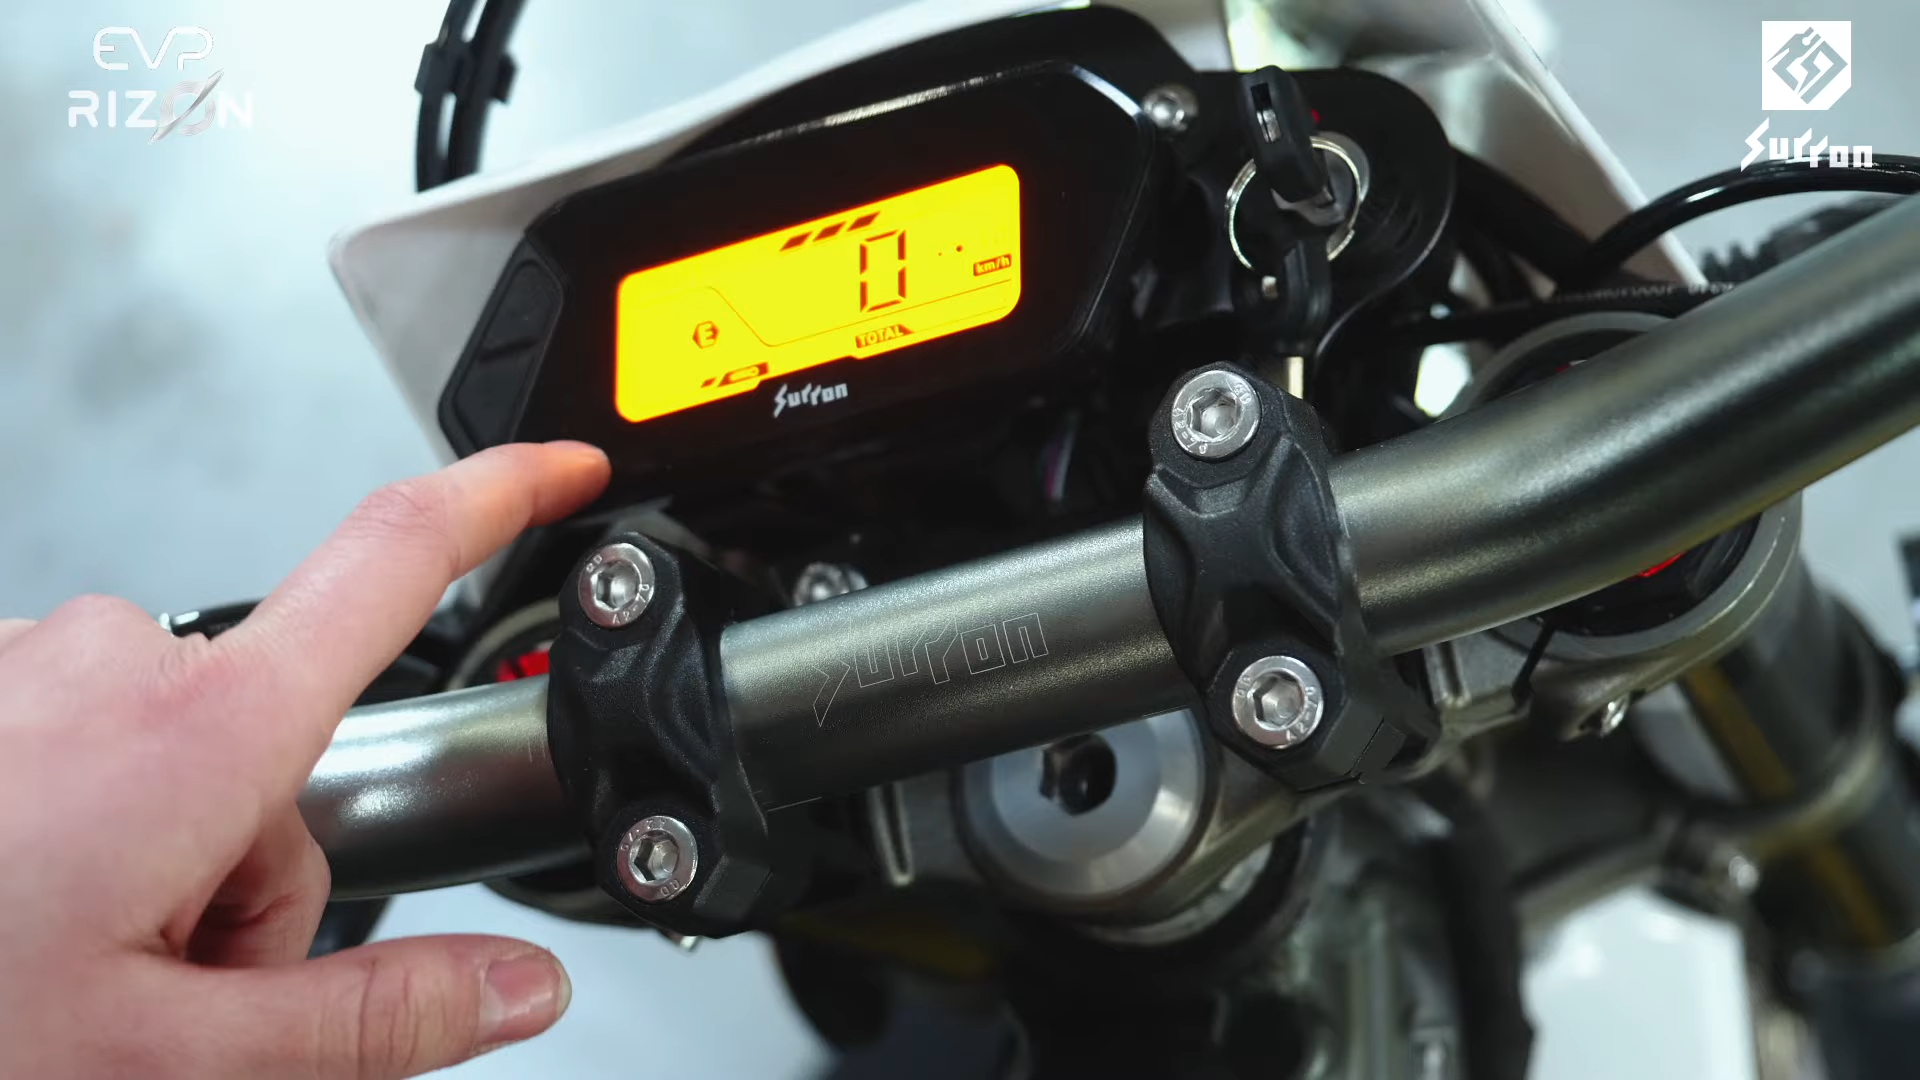 EVP
RIZON
Surron
0
km/h
E
TOTAL
Surron
Surron